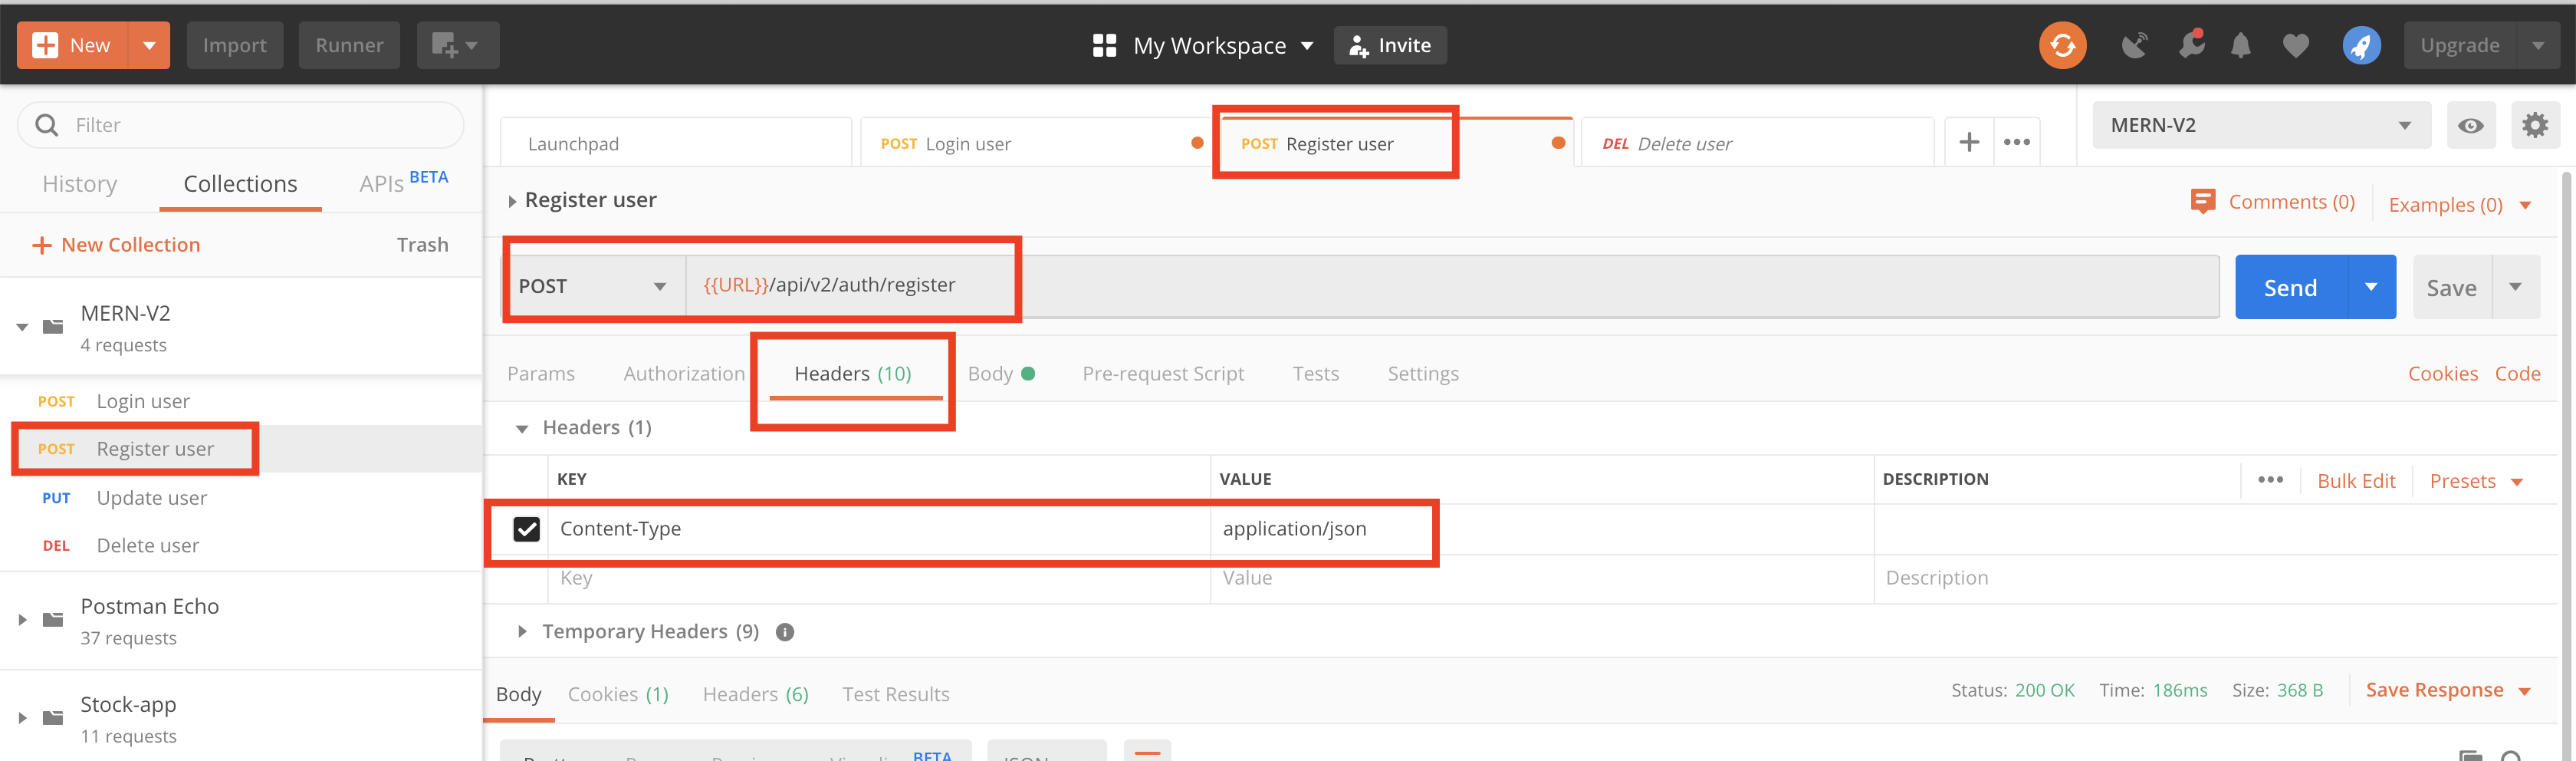 New
Import
Runner
My Workspace
Invite
Upgrade
Filter
History
Collections
APIs BETA
New Collection
Trash
MERN-V2
4 requests
POST Login user
POST Register user
PUT Update user
DEL Delete user
Postman Echo
37 requests
Stock-app
11 requests
Launchpad
POST Login user
POST Register user
DEL Delete user
MERN-V2
Register user
Comments (0)
Examples (0)
POST
{{URL}}/api/v2/auth/register
Send
Save
Params
Authorization
Headers (10)
Body
Pre-request Script
Tests
Settings
Cookies
Code
Headers (1)
KEY
VALUE
DESCRIPTION
Bulk Edit
Presets
Content-Type
application/json
Key
Value
Description
Temporary Headers (9)
Body
Cookies (1)
Headers (6)
Test Results
Status: 200 OK
Time: 186ms
Size: 368 B
Save Response
BETA
JSON